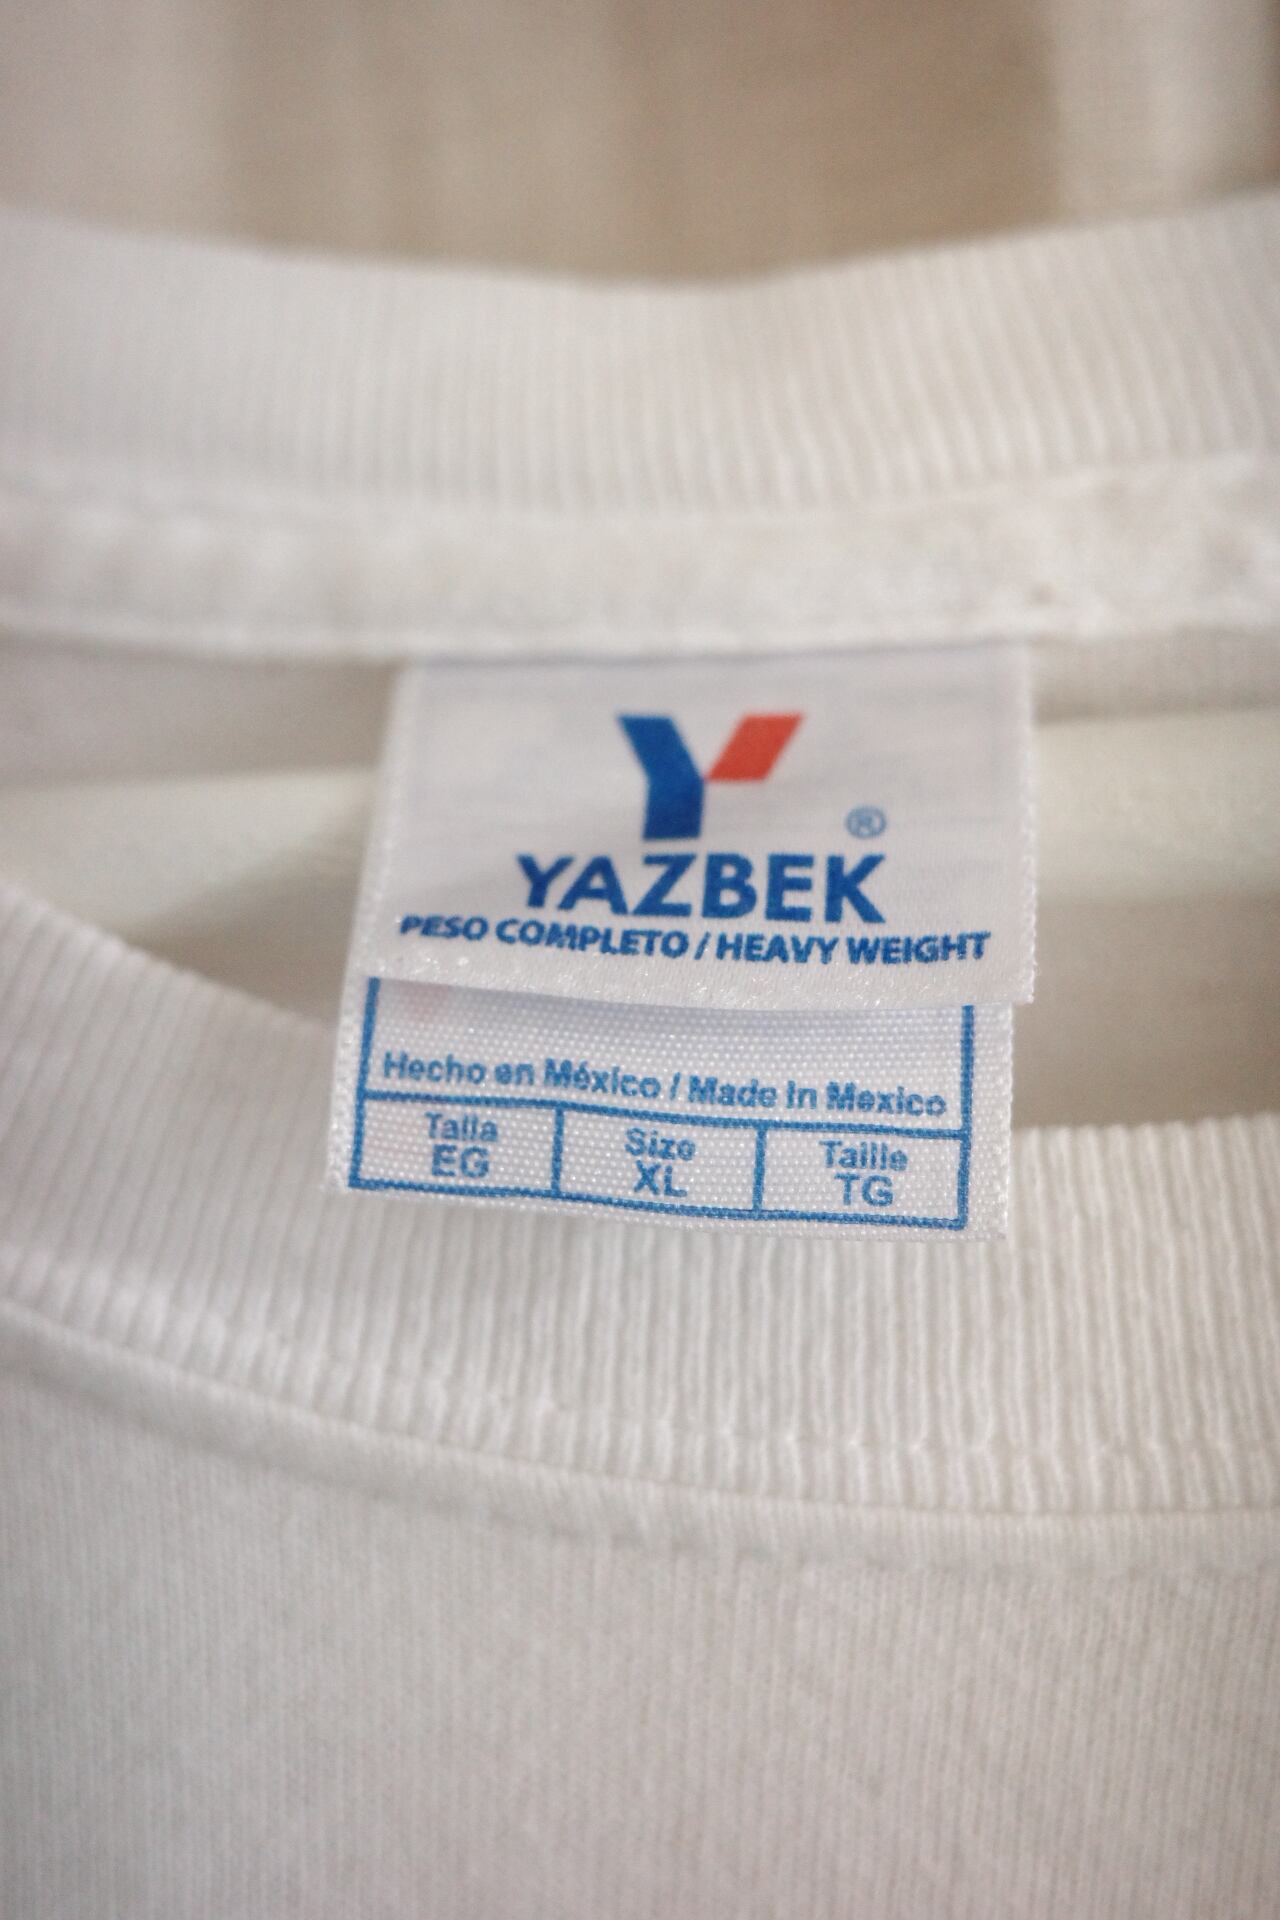 Y
®
YAZBEK
PESO COMPLETO / HEAVY WEIGHT
Hecho en México / Made In Mexico
Talla Size Taille
EG XL TG